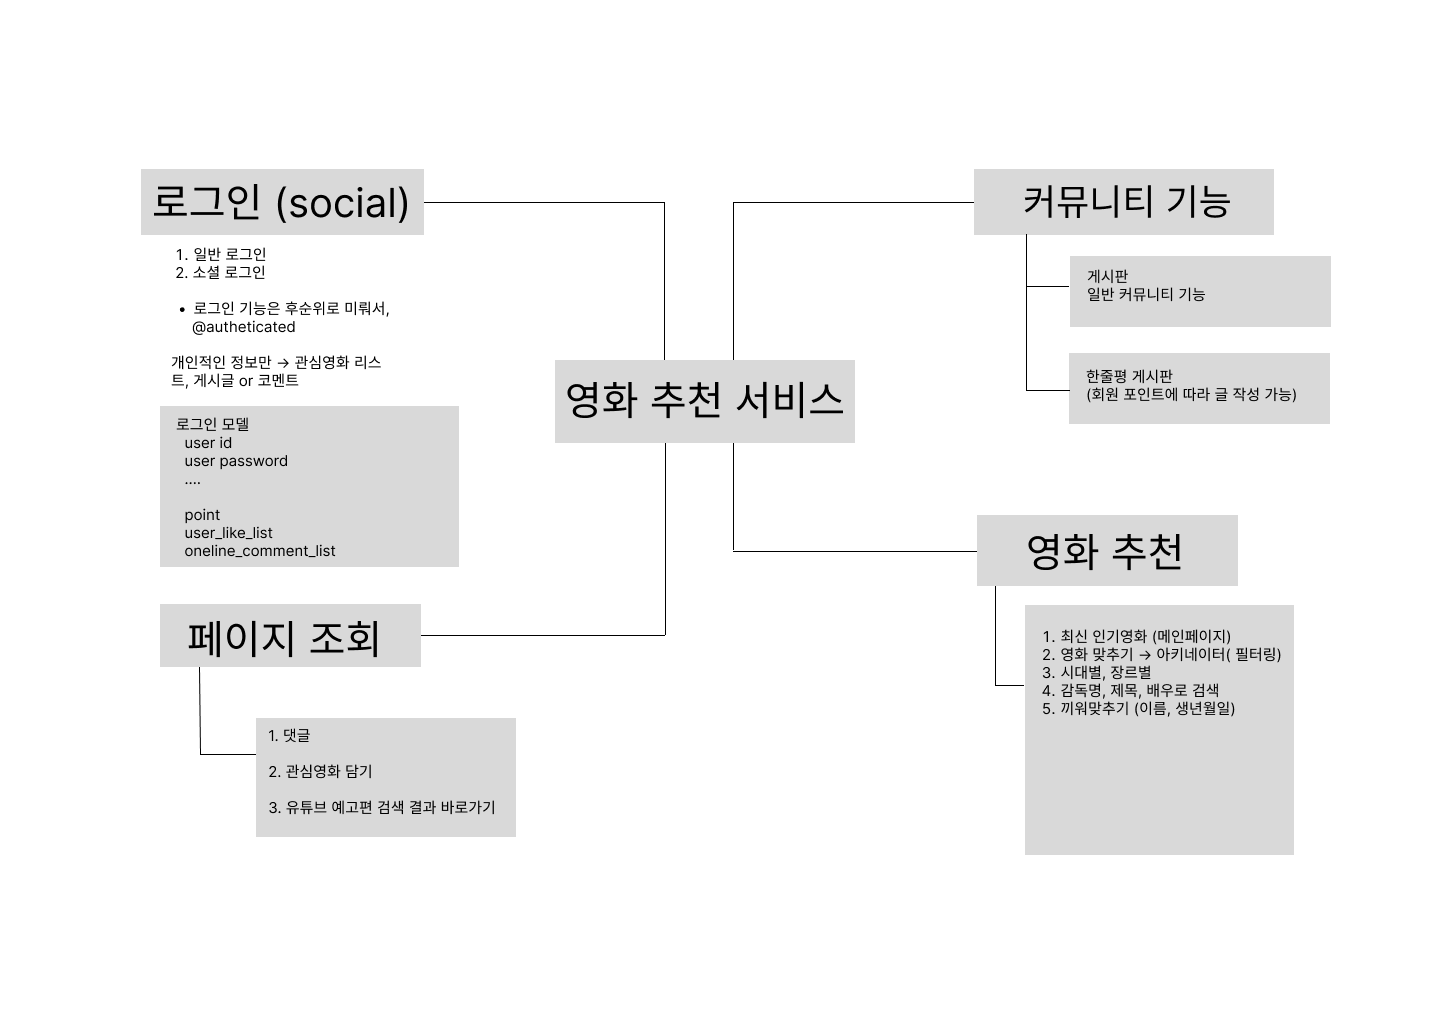 로그인 (social)
1. 일반 로그인
2. 소셜 로그인
• 로그인 기능은 후순위로 미뤄서,
@autheticated
개인적인 정보만 → 관심영화 리스
트, 게시글 or 코멘트
로그인 모델
user id
user password
....
point
user_like_list
oneline_comment_list
페이지 조회
1. 댓글
2. 관심영화 담기
3. 유튜브 예고편 검색 결과 바로가기
영화 추천 서비스
커뮤니티 기능
게시판
일반 커뮤니티 기능
한줄평 게시판
(회원 포인트에 따라 글 작성 가능)
영화 추천
1. 최신 인기영화 (메인페이지)
2. 영화 맞추기 → 아키네이터( 필터링)
3. 시대별, 장르별
4. 감독명, 제목, 배우로 검색
5. 끼워맞추기 (이름, 생년월일)